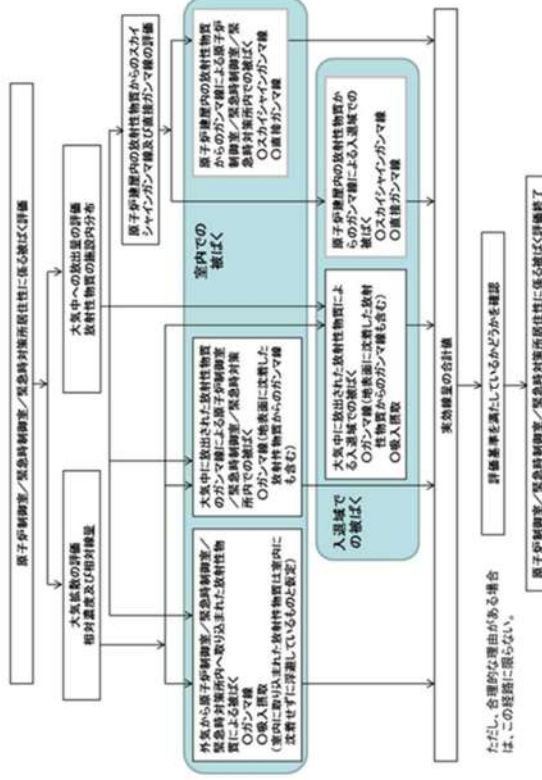 原子炉制御室/緊急時制御室/緊急時対策所居住性に係る被ばく評価
大気拡散の評価
相対濃度及び相対線量
大気中への放出量の評価
放射性物質の施設内分布
原子炉建屋内の放射性物質からのスカイ
シャインガンマ線及び直接ガンマ線の評価
室内での
被ばく
外気から原子炉制御室/緊急時制御室/
緊急時対策所内へ取り込まれた放射性物
質による被ばく
○ガンマ線
○吸入摂取
(室内に取り込まれた放射性物質は室内に
沈着せずに浮遊しているものと仮定)
大気中に放出された放射性物質
のガンマ線による原子炉制御室
/緊急時制御室/緊急時対策
所内での被ばく
○ガンマ線(地表面に沈着した
放射性物質からのガンマ線
も含む)
原子炉建屋内の放射性物質
からのガンマ線による原子炉
制御室/緊急時制御室/緊
急時対策所内での被ばく
○スカイシャインガンマ線
○直接ガンマ線
入退域で
の被ばく
大気中に放出された放射性物質によ
る入退域での被ばく
○ガンマ線(地表面に沈着した放射
性物質からのガンマ線も含む)
○吸入摂取
原子炉建屋内の放射性物質か
らのガンマ線による入退域での
被ばく
○スカイシャインガンマ線
○直接ガンマ線
実効線量の合計値
ただし、合理的な理由がある場合
は、この経路に限らない。
評価基準を満たしているかどうかを確認
原子炉制御室/緊急時制御室/緊急時対策所居住性に係る被ばく評価終了